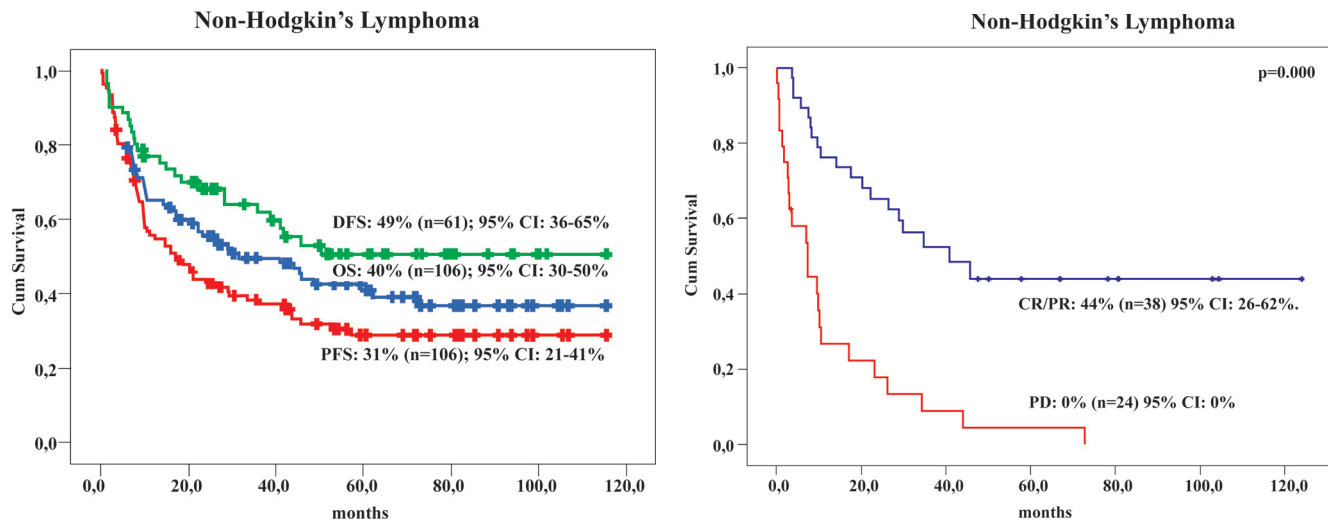 Non-Hodgkin's Lymphoma
Cum Survival
1,0
0,8
0,6
0,4
0,2
0,0
DFS: 49% (n=61); 95% CI: 36-65%
OS: 40% (n=106); 95% CI: 30-50%
PFS: 31% (n=106); 95% CI: 21-41%
0,0 20,0 40,0 60,0 80,0 100,0 120,0
months
Non-Hodgkin's Lymphoma
p=0.000
Cum Survival
1,0
0,8
0,6
0,4
0,2
0,0
CR/PR: 44% (n=38) 95% CI: 26-62%.
PD: 0% (n=24) 95% CI: 0%
0,0 20,0 40,0 60,0 80,0 100,0 120,0
months